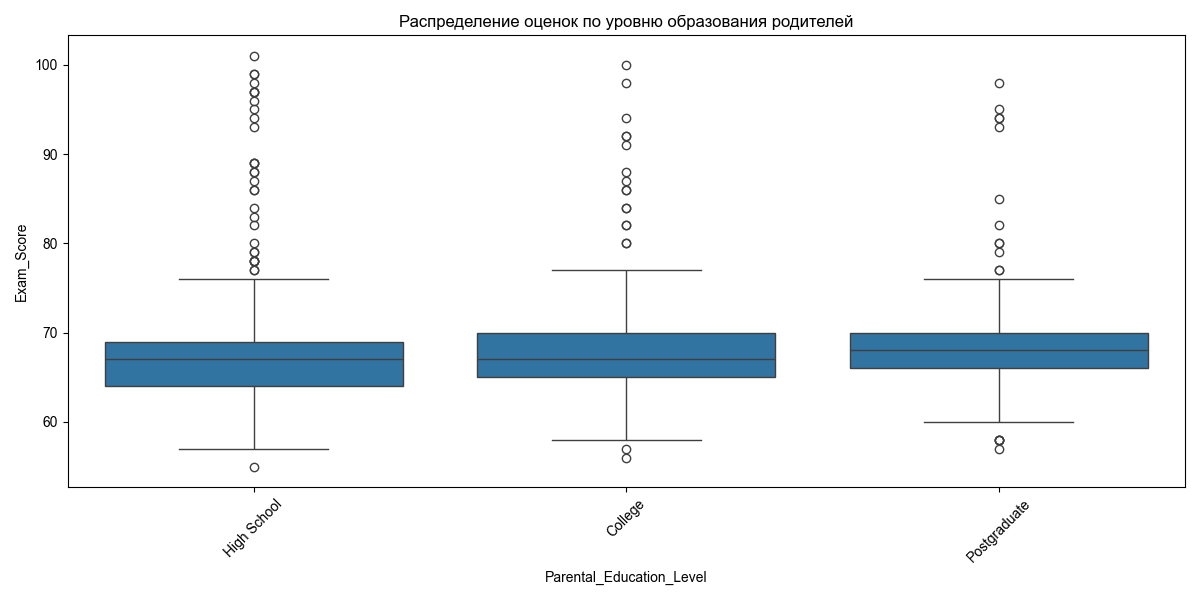 Распределение оценок по уровню образования родителей
Exam_Score
100
90
80
70
60
High School
College
Postgraduate
Parental_Education_Level